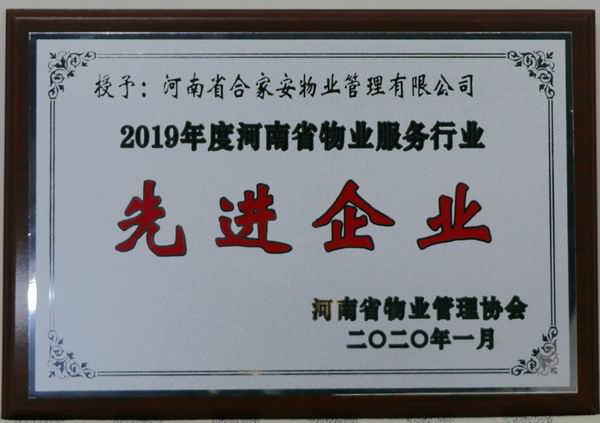 授予：河南省合家安物业管理有限公司
2019年度河南省物业服务行业
先进企业
河南省物业管理协会
二〇二〇年一月